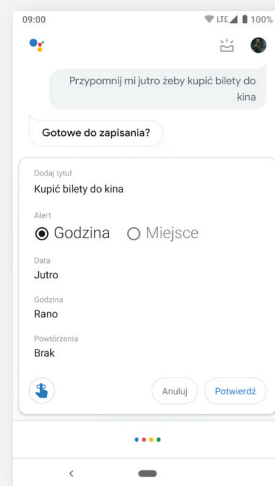 09:00 LTE 100%
Przypomnij mi jutro żeby kupić bilety do
kina
Gotowe do zapisania?
Dodaj tytuł
Kupić bilety do kina
Alert
Godzina Miejsce
Data
Jutro
Godzina
Rano
Powtórzenia
Brak
Anuluj Potwierdź